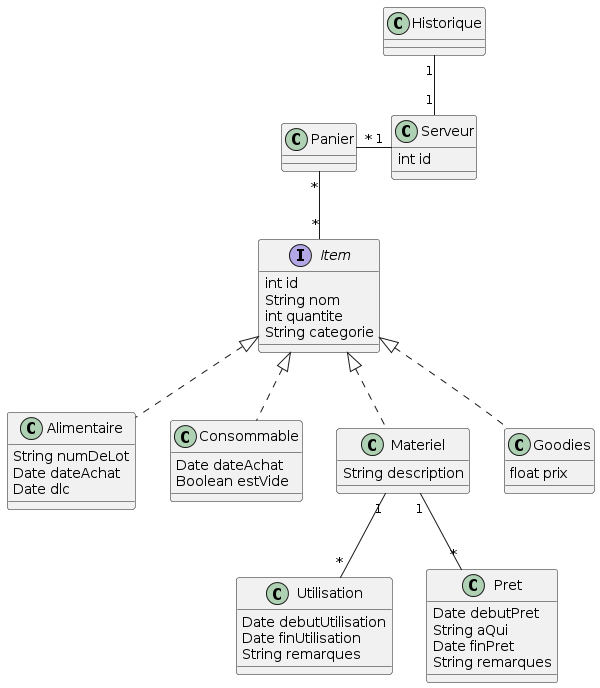 C Historique
1
1
C Serveur
int id
C Panier
* 1
*
*
I Item
int id
String nom
int quantite
String categorie
C Alimentaire
String numDeLot
Date dateAchat
Date dlc
C Consommable
Date dateAchat
Boolean estVide
C Materiel
String description
C Goodies
float prix
1 1
* *
C Utilisation
Date debutUtilisation
Date finUtilisation
String remarques
C Pret
Date debutPret
String aQui
Date finPret
String remarques